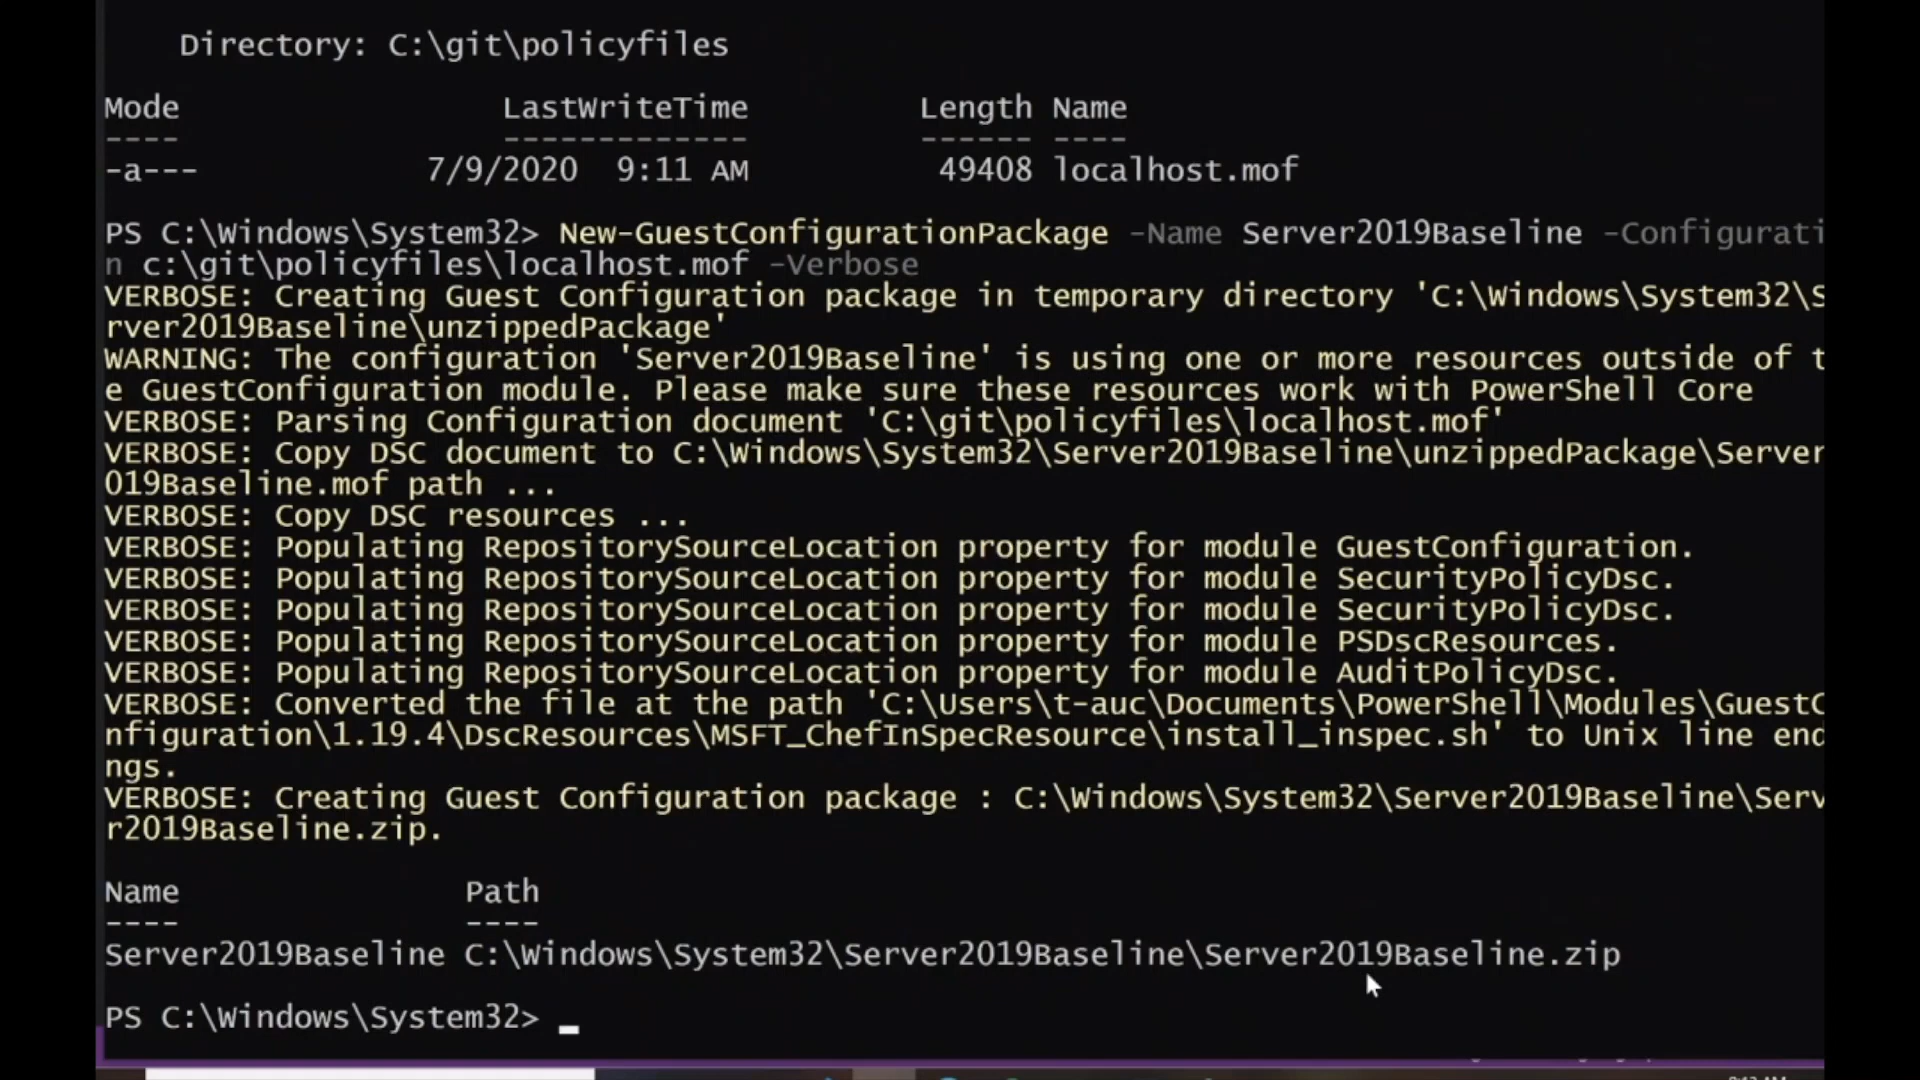 Directory: C:\git\policyfiles
Mode LastWriteTime Length Name
---- ------------- ------ ----
-a--- 7/9/2020 9:11 AM 49408 localhost.mof
PS C:\Windows\System32> New-GuestConfigurationPackage -Name Server2019Baseline -Configurati
n c:\git\policyfiles\localhost.mof -Verbose
VERBOSE: Creating Guest Configuration package in temporary directory 'C:\Windows\System32\S
rver2019Baseline\unzippedPackage'
WARNING: The configuration 'Server2019Baseline' is using one or more resources outside of t
e GuestConfiguration module. Please make sure these resources work with PowerShell Core
VERBOSE: Parsing Configuration document 'C:\git\policyfiles\localhost.mof'
VERBOSE: Copy DSC document to C:\Windows\System32\Server2019Baseline\unzippedPackage\Server
019Baseline.mof path ...
VERBOSE: Copy DSC resources ...
VERBOSE: Populating RepositorySourceLocation property for module GuestConfiguration.
VERBOSE: Populating RepositorySourceLocation property for module SecurityPolicyDsc.
VERBOSE: Populating RepositorySourceLocation property for module SecurityPolicyDsc.
VERBOSE: Populating RepositorySourceLocation property for module PSDscResources.
VERBOSE: Populating RepositorySourceLocation property for module AuditPolicyDsc.
VERBOSE: Converted the file at the path 'C:\Users\t-auc\Documents\PowerShell\Modules\GuestC
nfiguration\1.19.4\DscResources\MSFT_ChefInSpecResource\install_inspec.sh' to Unix line end
ngs.
VERBOSE: Creating Guest Configuration package : C:\Windows\System32\Server2019Baseline\Serv
r2019Baseline.zip.
Name Path
---- ----
Server2019Baseline C:\Windows\System32\Server2019Baseline\Server2019Baseline.zip
PS C:\Windows\System32> _